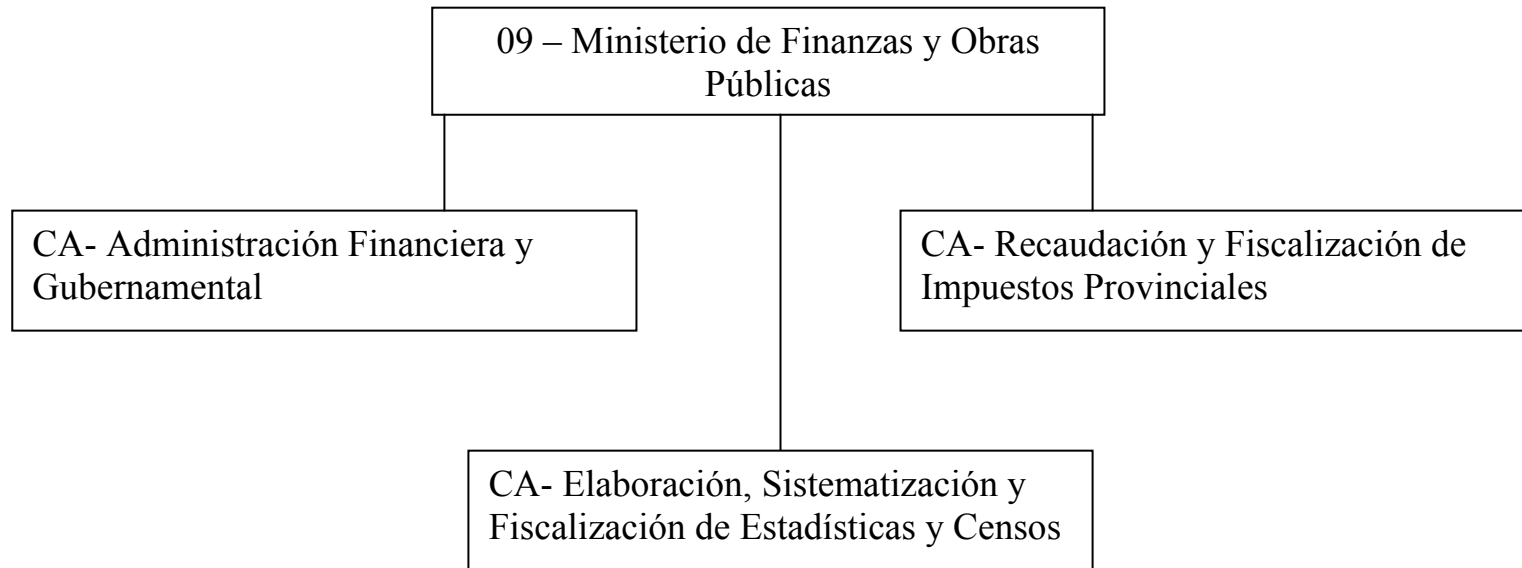 09 – Ministerio de Finanzas y Obras
Públicas
CA- Administración Financiera y
Gubernamental
CA- Recaudación y Fiscalización de
Impuestos Provinciales
CA- Elaboración, Sistematización y
Fiscalización de Estadísticas y Censos